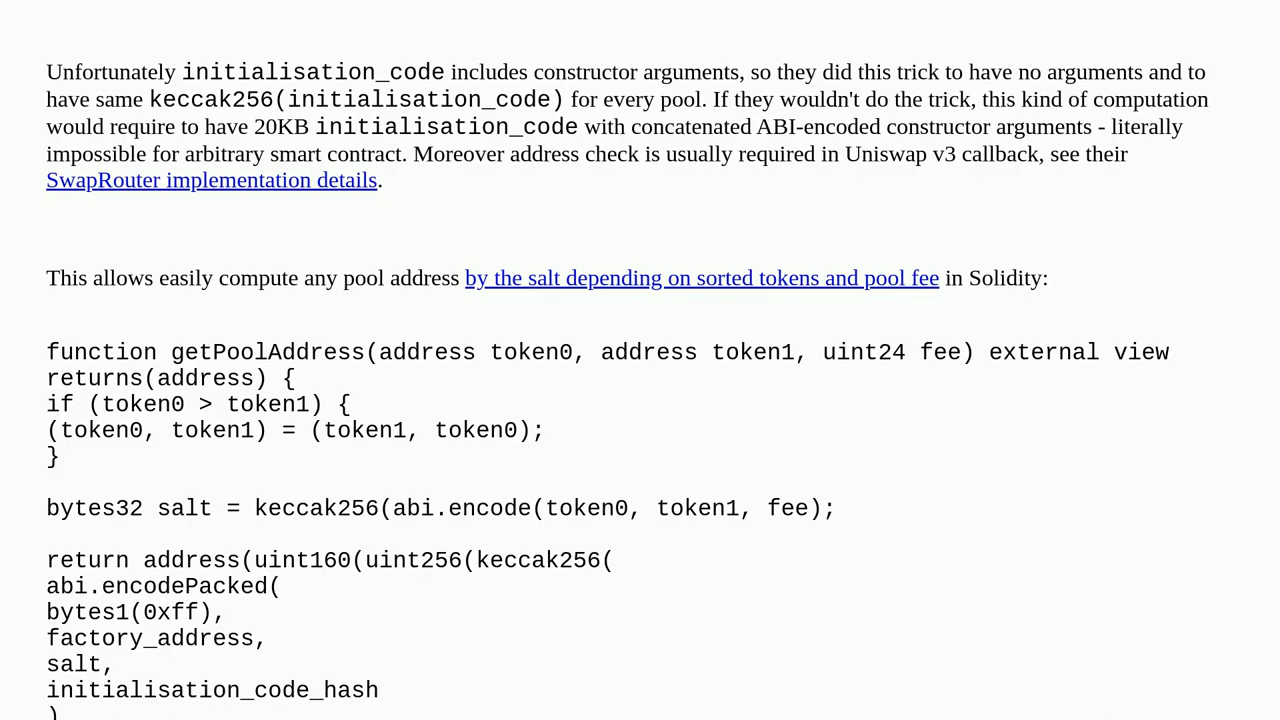 Unfortunately initialisation_code includes constructor arguments, so they did this trick to have no arguments and to
have same keccak256(initialisation_code) for every pool. If they wouldn't do the trick, this kind of computation
would require to have 20KB initialisation_code with concatenated ABI-encoded constructor arguments - literally
impossible for arbitrary smart contract. Moreover address check is usually required in Uniswap v3 callback, see their
SwapRouter implementation details.
This allows easily compute any pool address by the salt depending on sorted tokens and pool fee in Solidity:
function getPoolAddress(address token0, address token1, uint24 fee) external view
returns(address) {
if (token0 > token1) {
(token0, token1) = (token1, token0);
}
bytes32 salt = keccak256(abi.encode(token0, token1, fee);
return address(uint160(uint256(keccak256(
abi.encodePacked(
bytes1(0xff),
factory_address,
salt,
initialisation_code_hash
)